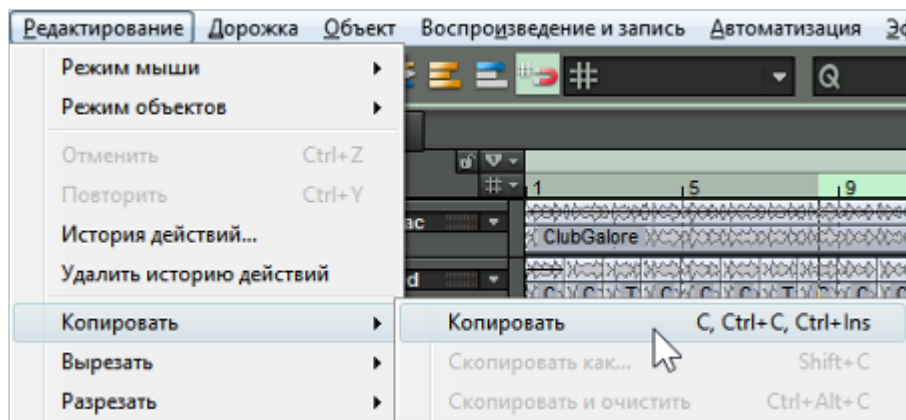 Редактирование Дорожка Объект Воспроизведение и запись Автоматизация
Режим мыши
Q
Режим объектов
Отменить Ctrl+Z
Повторить Ctrl+Y
1 5 9
История действий...
ClubGalore
Удалить историю действий
C C T C C C T C C
Копировать
Копировать C, Ctrl+C, Ctrl+Ins
Вырезать
Скопировать как... Shift+C
Разрезать
Скопировать и очистить Ctrl+Alt+C